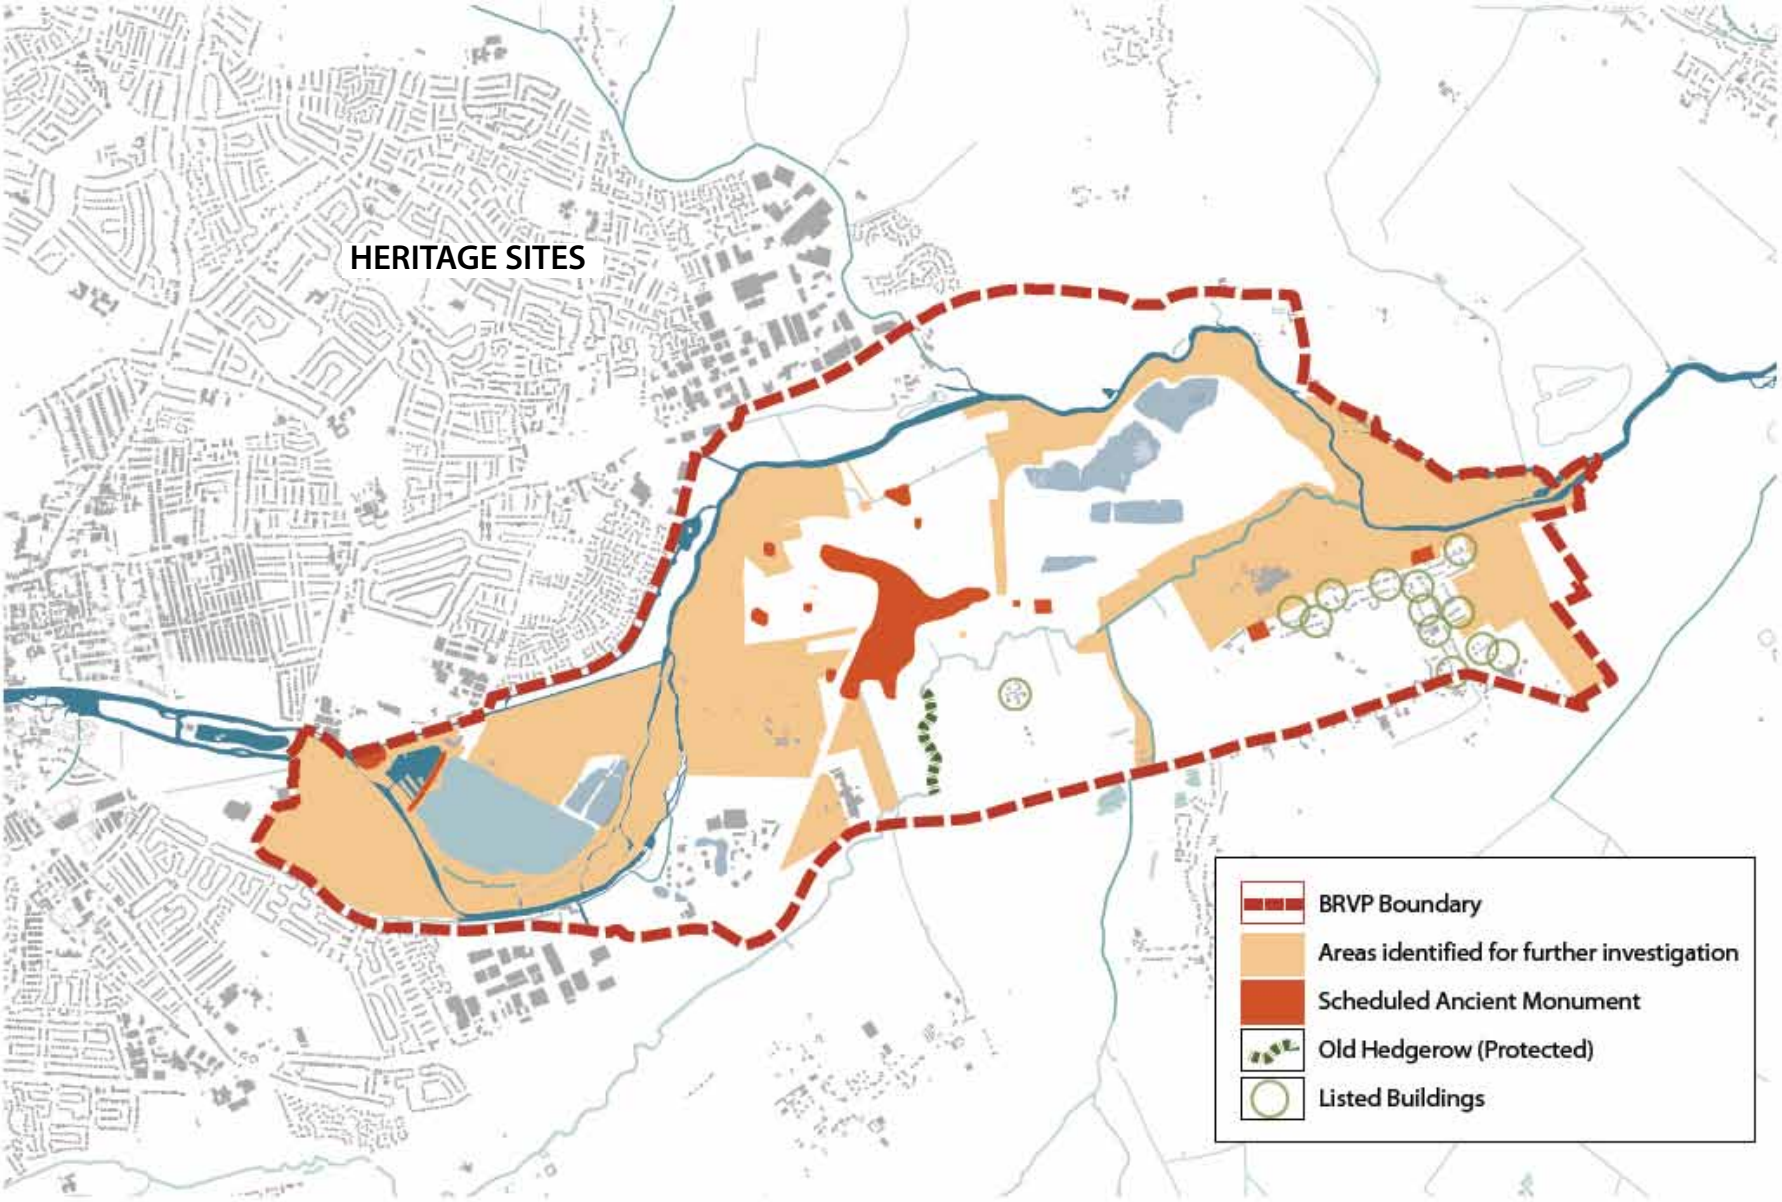 HERITAGE SITES
BRVP Boundary
Areas identified for further investigation
Scheduled Ancient Monument
Old Hedgerow (Protected)
Listed Buildings